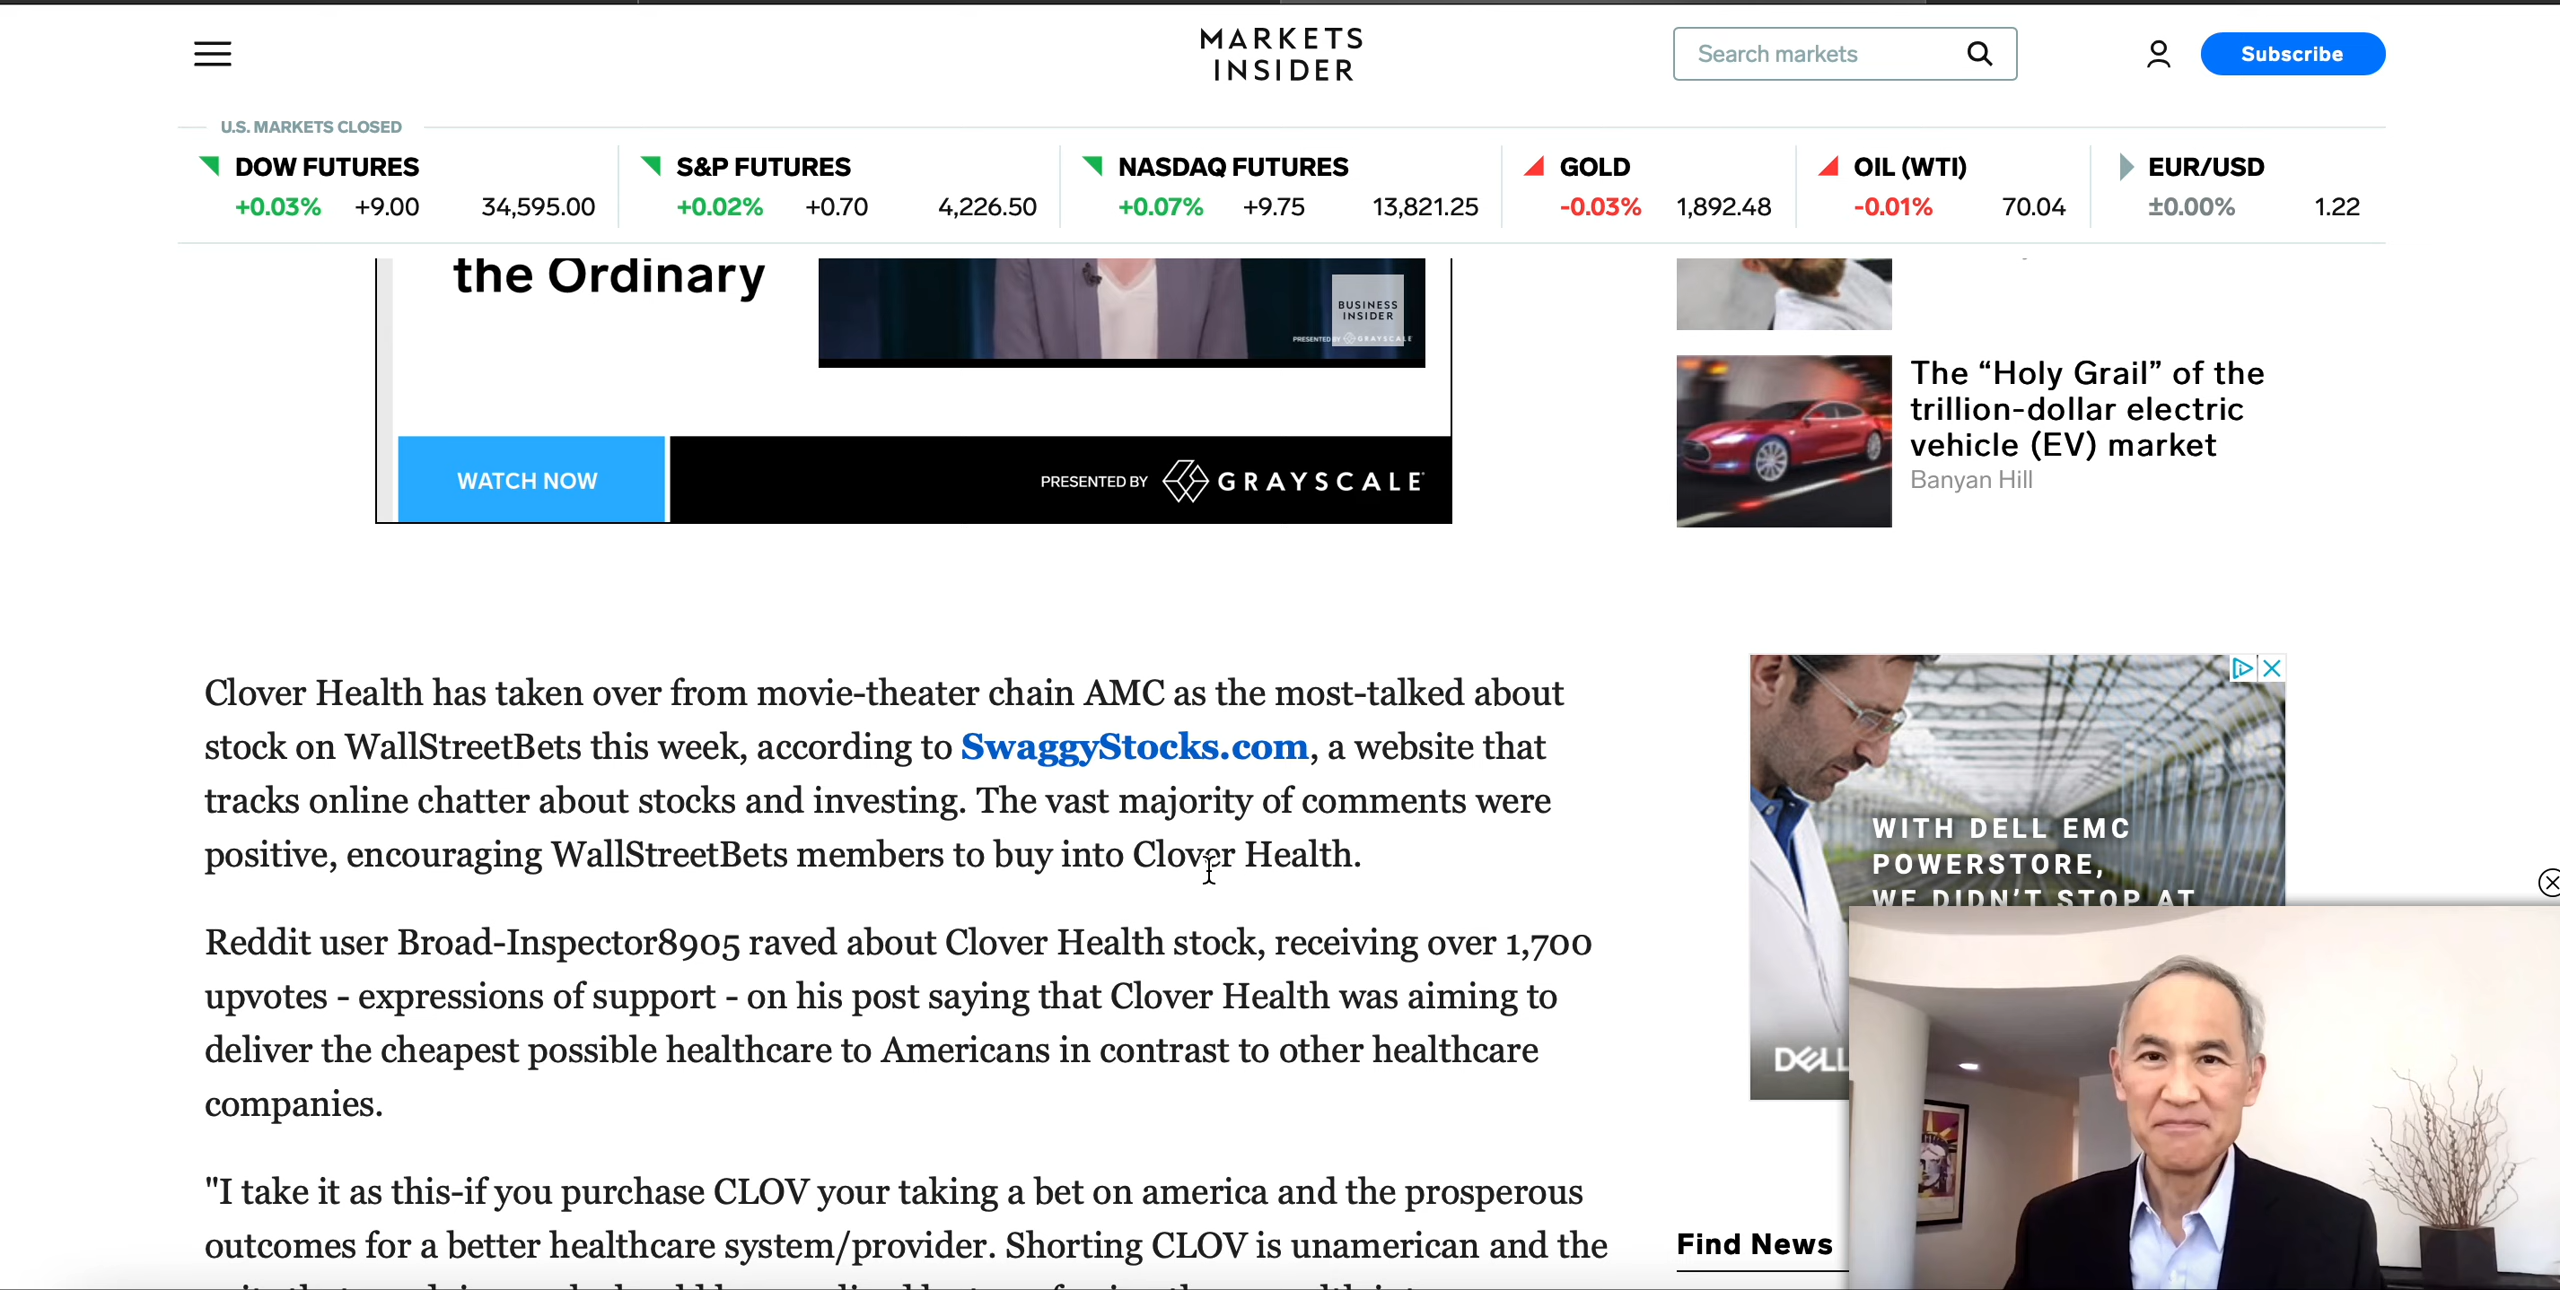 MARKETS
INSIDER
Search markets
Subscribe
U.S. MARKETS CLOSED
DOW FUTURES
+0.03% +9.00 34,595.00
S&P FUTURES
+0.02% +0.70 4,226.50
NASDAQ FUTURES
+0.07% +9.75 13,821.25
GOLD
-0.03% 1,892.48
OIL (WTI)
-0.01% 70.04
EUR/USD
±0.00% 1.22
the Ordinary
BUSINESS
INSIDER
PRESENTED BY GRAYSCALE
WATCH NOW
PRESENTED BY GRAYSCALE
The “Holy Grail” of the
trillion-dollar electric
vehicle (EV) market
Banyan Hill
Clover Health has taken over from movie-theater chain AMC as the most-talked about
stock on WallStreetBets this week, according to SwaggyStocks.com, a website that
tracks online chatter about stocks and investing. The vast majority of comments were
positive, encouraging WallStreetBets members to buy into Clover Health.
Reddit user Broad-Inspector8905 raved about Clover Health stock, receiving over 1,700
upvotes - expressions of support - on his post saying that Clover Health was aiming to
deliver the cheapest possible healthcare to Americans in contrast to other healthcare
companies.
"I take it as this-if you purchase CLOV your taking a bet on america and the prosperous
outcomes for a better healthcare system/provider. Shorting CLOV is unamerican and the
WITH DELL EMC
POWERSTORE,
WE DIDN'T STOP AT
DELL
Find News